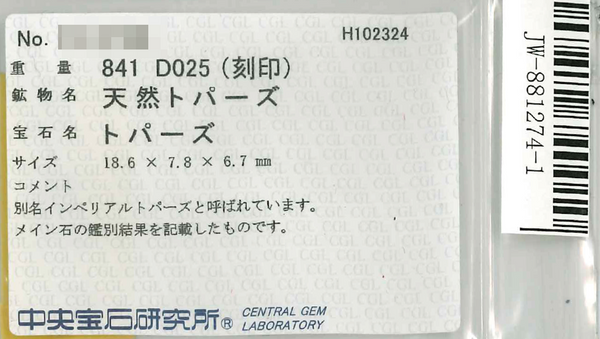 No.
H102324
重量 841 D025 (刻印)
鉱物名 天然トパーズ
宝石名 トパーズ
サイズ 18.6 × 7.8 × 6.7 mm
コメント
別名インペリアルトパーズと呼ばれています。
メイン石の鑑別結果を記載したものです。
中央宝石研究所® CENTRAL GEM LABORATORY
JW-881274-1